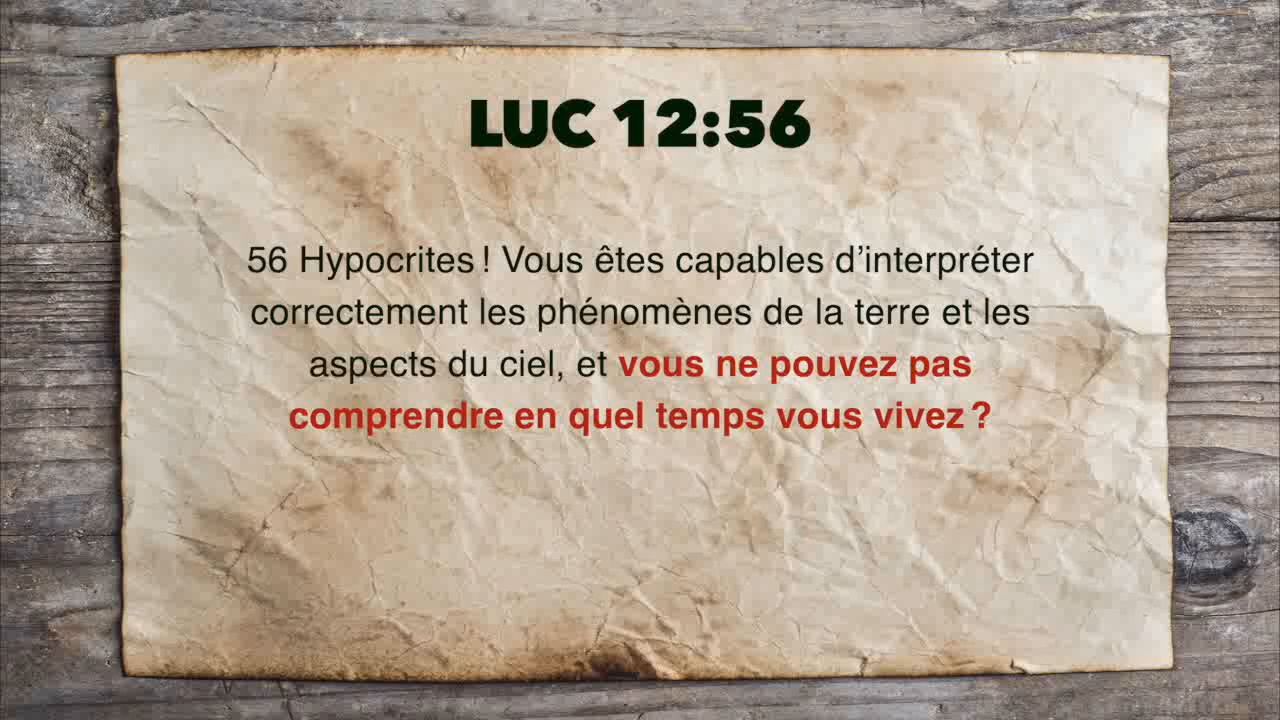 LUC 12:56
56 Hypocrites ! Vous êtes capables d’interpréter
correctement les phénomènes de la terre et les
aspects du ciel, et vous ne pouvez pas
comprendre en quel temps vous vivez ?